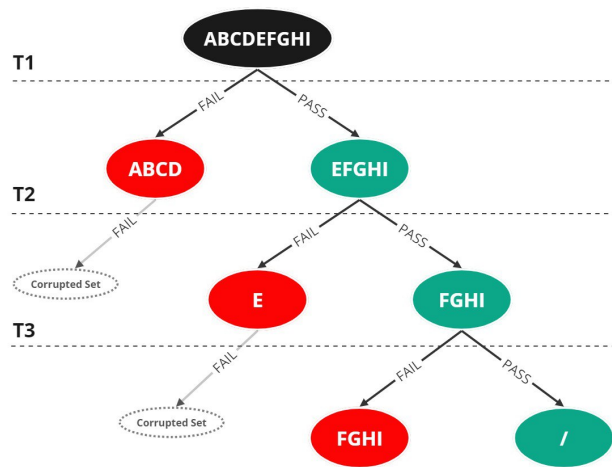 ABCDEFGHI
T1
FAIL
PASS
ABCD
EFGHI
T2
FAIL
FAIL
PASS
Corrupted Set
E
FGHI
T3
FAIL
FAIL
PASS
Corrupted Set
FGHI
/